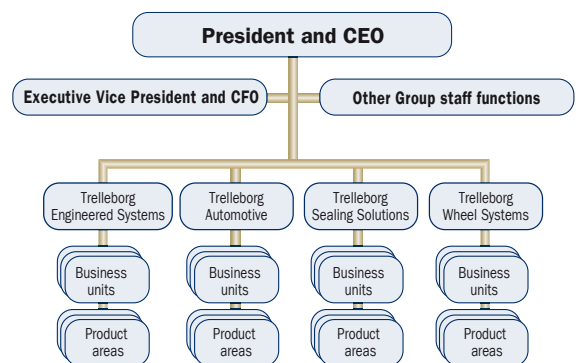 President and CEO
Executive Vice President and CFO
Other Group staff functions
Trelleborg
Engineered Systems
Trelleborg
Automotive
Trelleborg
Sealing Solutions
Trelleborg
Wheel Systems
Business
units
Business
units
Business
units
Business
units
Product
areas
Product
areas
Product
areas
Product
areas